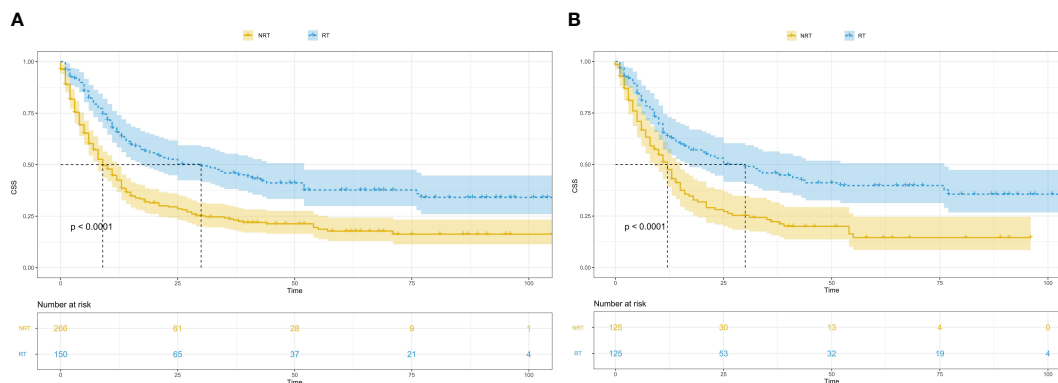 A
NRT RT
1.00
0.75
0.50
0.25
0.00
CSS
p < 0.0001
0 25 50 75 100
Time
Number at risk
NRT 266 61 28 9 1
RT 150 65 37 21 4
0 25 50 75 100
Time
B
NRT RT
1.00
0.75
0.50
0.25
0.00
CSS
p < 0.0001
0 25 50 75 100
Time
Number at risk
NRT 125 30 13 4 0
RT 125 53 32 19 4
0 25 50 75 100
Time